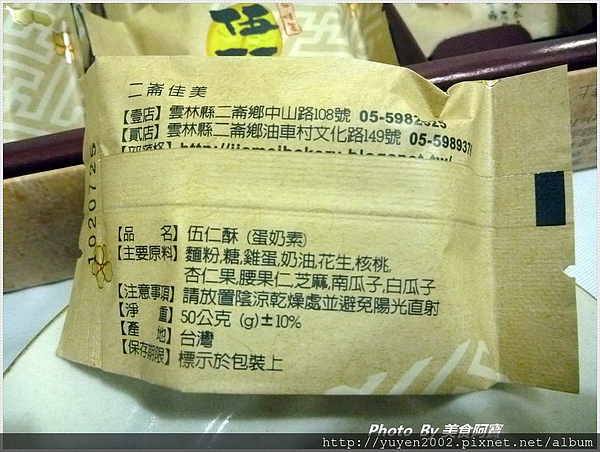 伍仁
二崙佳美
【壹店】雲林縣二崙鄉中山路108號 05-5982525
【貳店】雲林縣二崙鄉油車村文化路149號 05-598937
1020725
【品 名】伍仁酥 (蛋奶素)
【主要原料】麵粉,糖,雞蛋,奶油,花生,核桃,
杏仁果,腰果仁,芝麻,南瓜子,白瓜子
【注意事項】請放置陰涼乾燥處並避免陽光直射
【淨 重】50公克 (g)±10%
【產 地】台灣
【保存期限】標示於包裝上
Photo By 美食阿寶
http://yuyen2002.pixnet.net/album